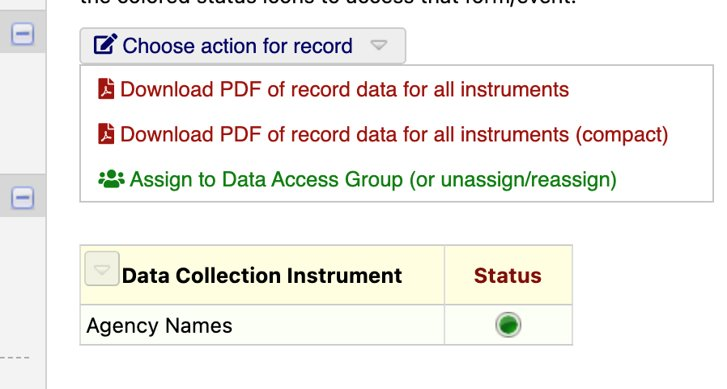 the colored status icons to access that form/event.
Choose action for record
Download PDF of record data for all instruments
Download PDF of record data for all instruments (compact)
Assign to Data Access Group (or unassign/reassign)
Data Collection Instrument Status
Agency Names